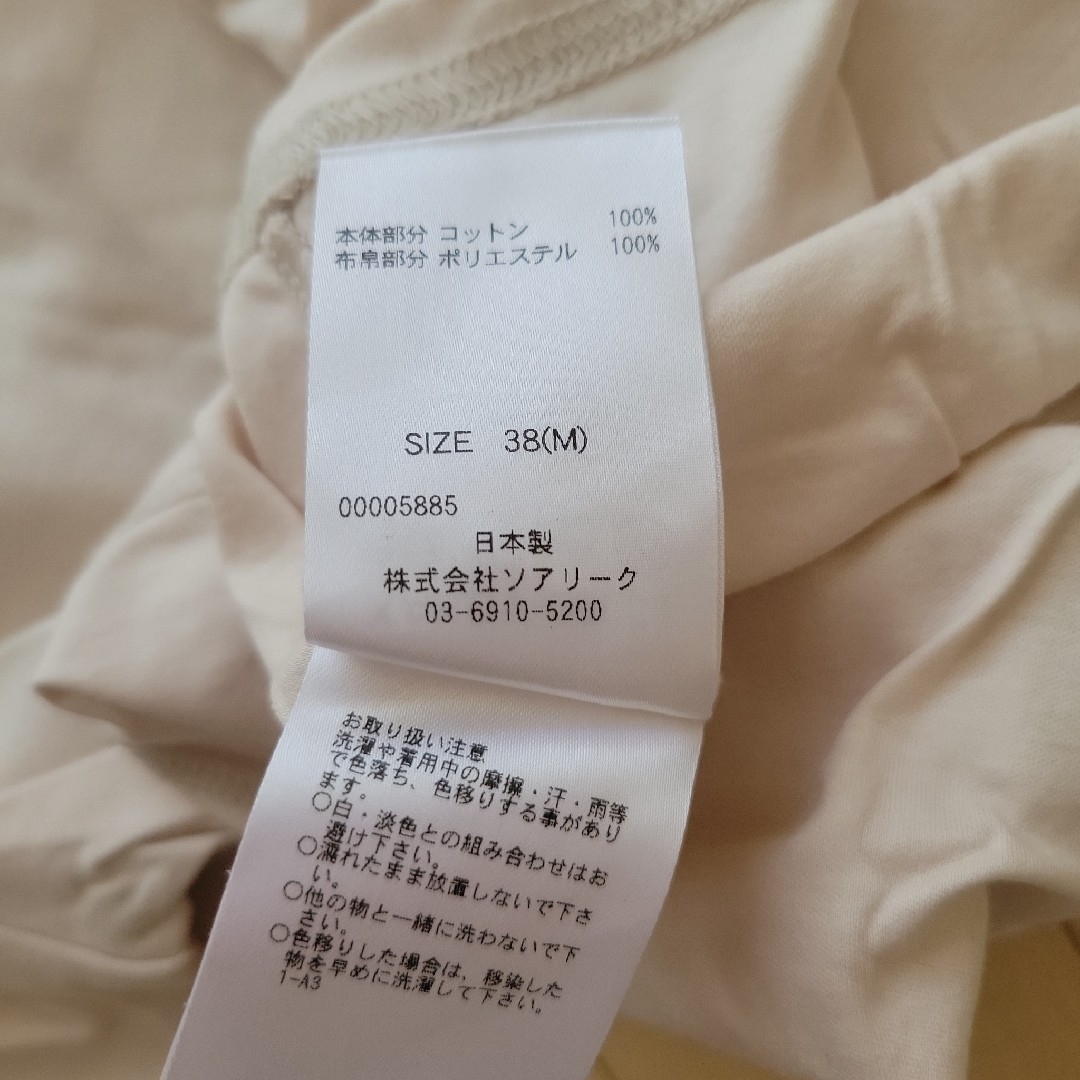 本体部分 コットン 100%
布帛部分 ポリエステル 100%
SIZE 38(M)
00005885
日本製
株式会社ソアリーク
03-6910-5200
お取り扱い注意
洗濯や着用中の摩擦・汗・雨等
で色落ち、色移りする事があり
ます。
○白・淡色との組み合わせはお
避け下さい。
○濡れたまま放置しないで下さ
い。
○他の物と一緒に洗わないで下
さい。
○色移りした場合は、移染した
物を早めに洗濯して下さい。
1-A3